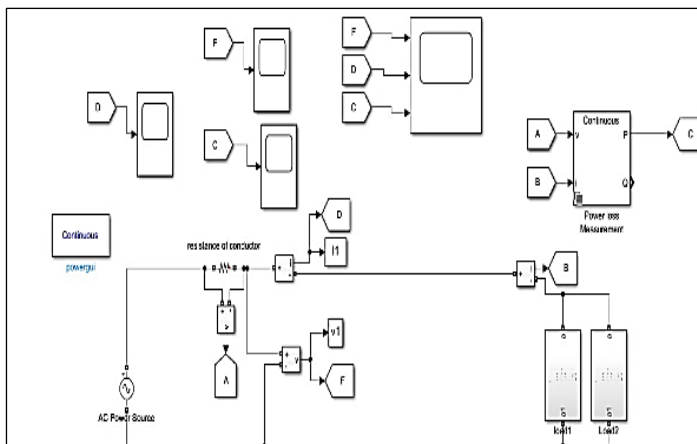 F
F
D
D
C
C
Continuous
A
v
P
C
B
I
Q
Power loss
Measurement
D
Continuous
powergui
resistance of conductor
I1
B
v1
v
A
F
AC Power Source
load1
Load2